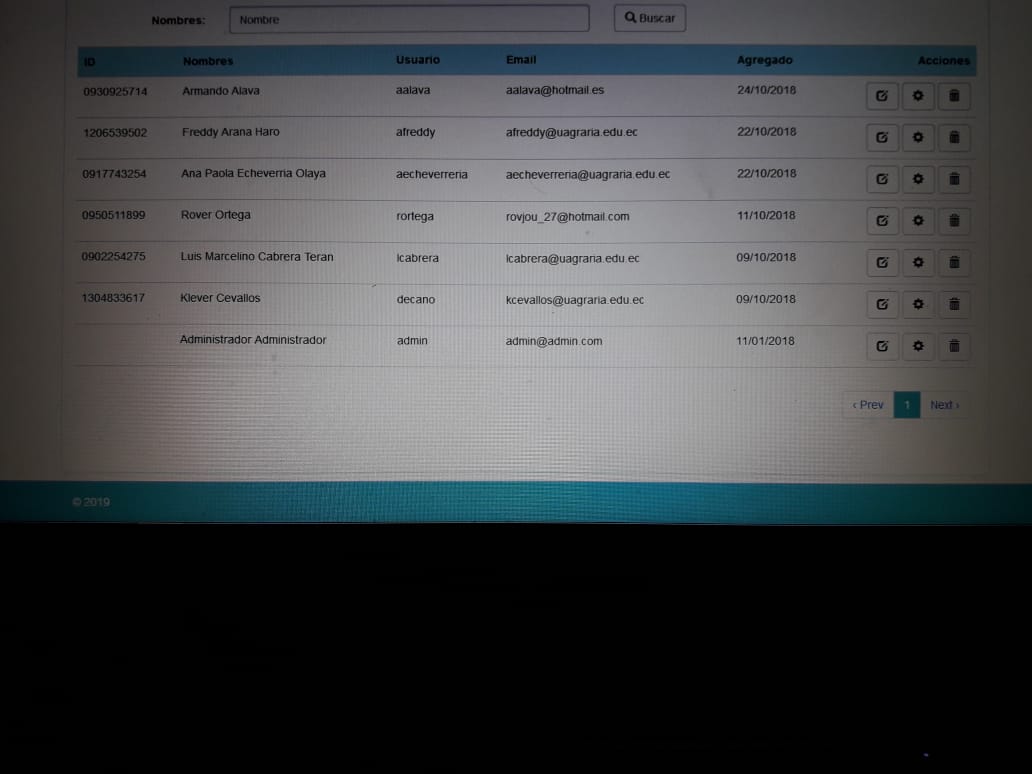 Nombres: Nombre Buscar
ID Nombres Usuario Email Agregado Acciones
0930925714 Armando Alava aalava aalava@hotmail.es 24/10/2018
1206539502 Freddy Arana Haro afreddy afreddy@uagraria.edu.ec 22/10/2018
0917743254 Ana Paola Echeverria Olaya aecheverreria aecheverreria@uagraria.edu.ec 22/10/2018
0950511899 Rover Ortega rortega rovjou_27@hotmail.com 11/10/2018
0902254275 Luis Marcelino Cabrera Teran lcabrera lcabrera@uagraria.edu.ec 09/10/2018
1304833617 Klever Cevallos decano kcevallos@uagraria.edu.ec 09/10/2018
Administrador Administrador admin admin@admin.com 11/01/2018
‹ Prev 1 Next ›
© 2019